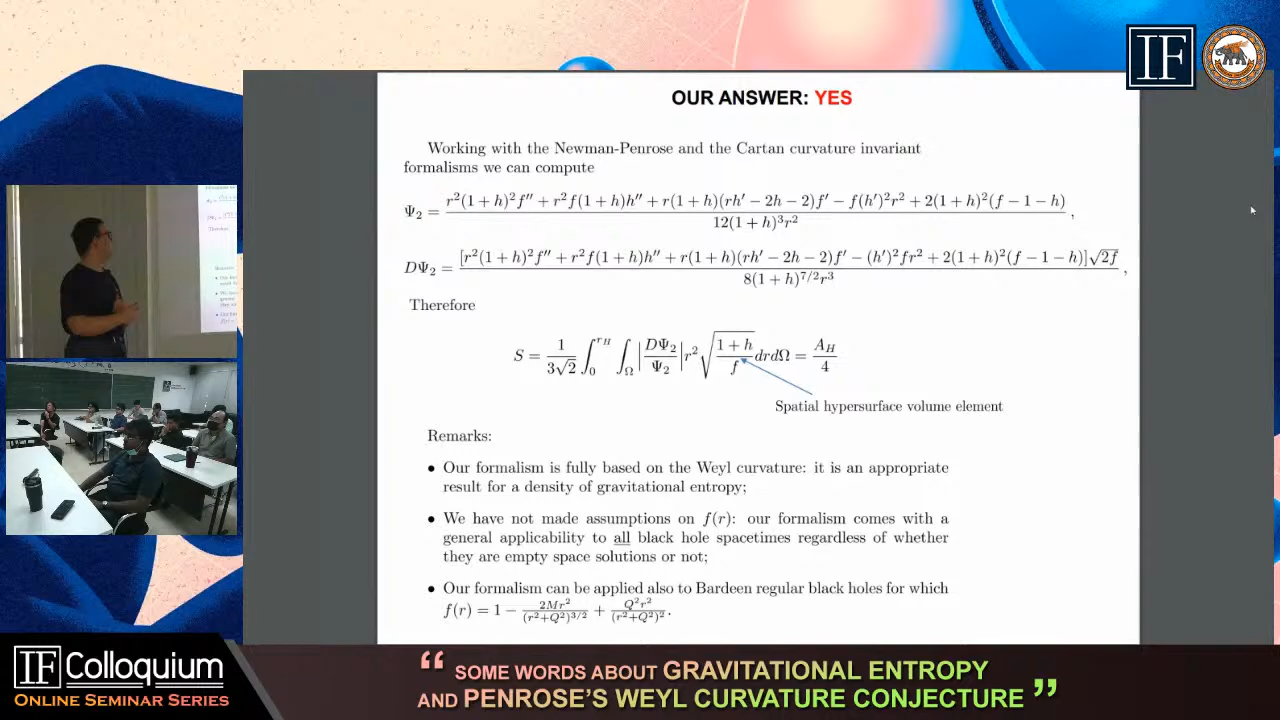 IF
OUR ANSWER: YES
Working with the Newman-Penrose and the Cartan curvature invariant
formalisms we can compute
Ψ₂ = r²(1+h)²f′′ + r²f(1+h)h′′ + r(1+h)(rh′−2h−2)f′ − f(h′)²r² + 2(1+h)²(f−1−h) / 12(1+h)³r² ,
DΨ₂ = [r²(1+h)²f′′ + r²f(1+h)h′′ + r(1+h)(rh′−2h−2)f′ − (h′)²fr² + 2(1+h)²(f−1−h)]√2f / 8(1+h)^{7/2}r³ ,
Therefore
S = 1/(3√2) ∫₀^{r_H} ∫_Ω |DΨ₂/Ψ₂| r² √((1+h)/f) drdΩ = A_H/4
Spatial hypersurface volume element
Remarks:
• Our formalism is fully based on the Weyl curvature: it is an appropriate
result for a density of gravitational entropy;
• We have not made assumptions on f(r): our formalism comes with a
general applicability to all black hole spacetimes regardless of whether
they are empty space solutions or not;
• Our formalism can be applied also to Bardeen regular black holes for which
f(r) = 1 − 2Mr²/(r²+Q²)^{3/2} + Q²r²/(r²+Q²)².
IF Colloquium
ONLINE SEMINAR SERIES
“ SOME WORDS ABOUT GRAVITATIONAL ENTROPY
AND PENROSE'S WEYL CURVATURE CONJECTURE ”